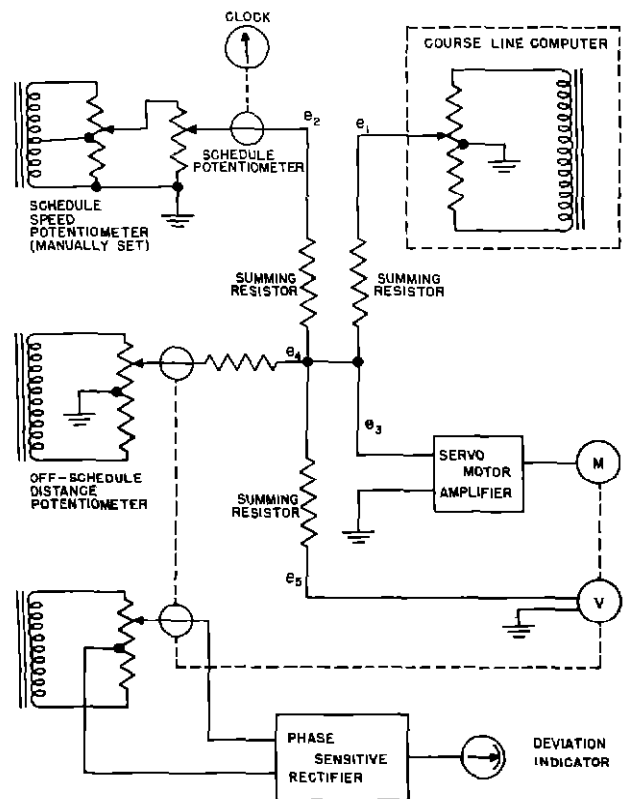 CLOCK
COURSE LINE COMPUTER
e2
e1
SCHEDULE
POTENTIOMETER
SCHEDULE
SPEED
POTENTIOMETER
(MANUALLY SET)
SUMMING
RESISTOR
SUMMING
RESISTOR
e4
e3
OFF-SCHEDULE
DISTANCE
POTENTIOMETER
SERVO
MOTOR
AMPLIFIER
M
SUMMING
RESISTOR
e5
V
PHASE
SENSITIVE
RECTIFIER
DEVIATION
INDICATOR